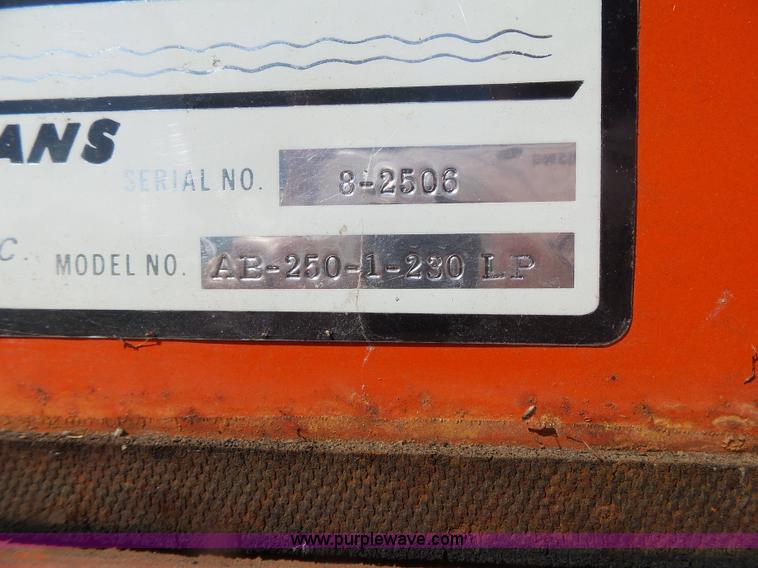 ANS
SERIAL NO. 8-2506
C. MODEL NO. AB-250-1-230 LP
www.purplewave.com